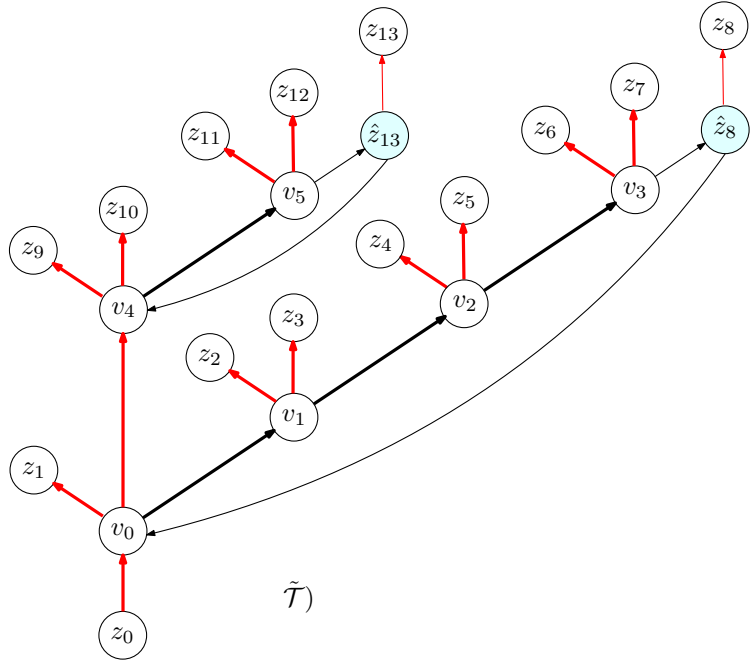 z₁₃
z₈
z₁₂
z₇
z₁₁
ẑ₁₃
z₆
ẑ₈
v₅
v₃
z₁₀
z₅
z₉
z₄
v₄
v₂
z₃
z₂
v₁
z₁
v₀
𝒯̃)
z₀